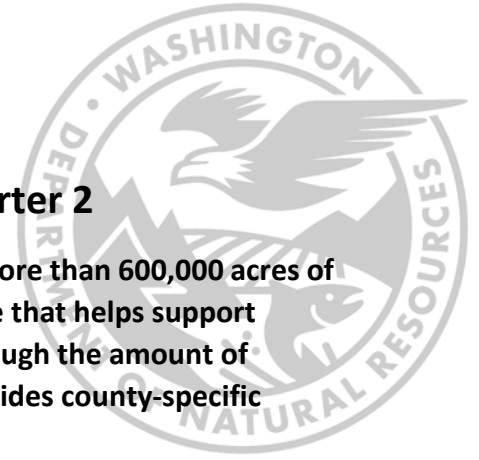 WASHINGTON
DEPARTMENT OF NATURAL RESOURCES
rter 2
ore than 600,000 acres of
e that helps support
ugh the amount of
ides county-specific